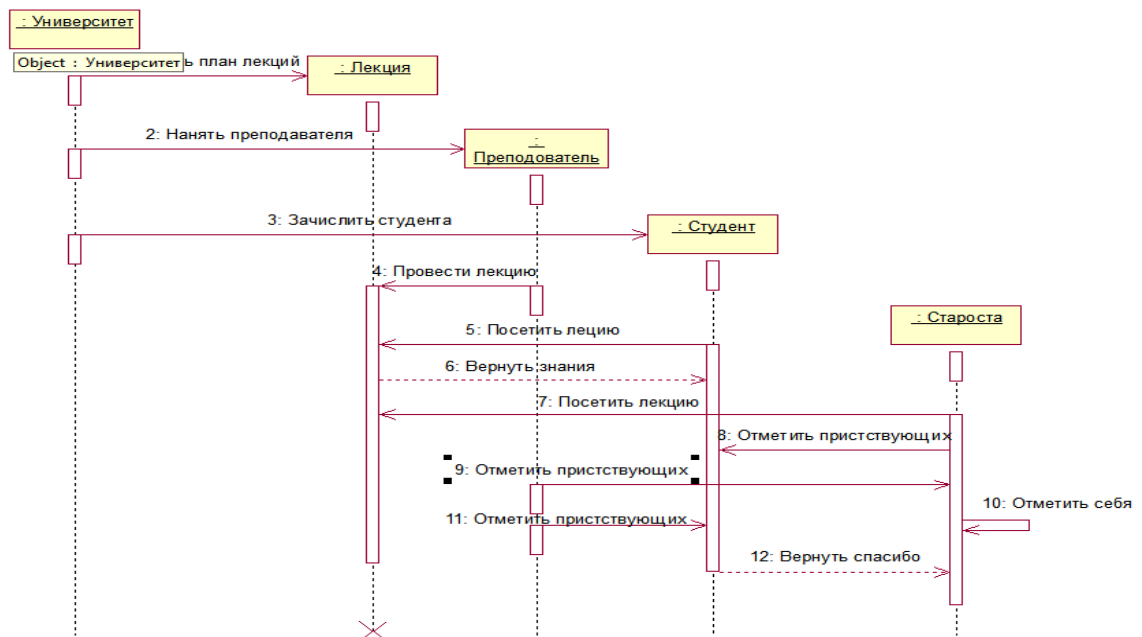 : Университет
Object : Университет
ь план лекций
: Лекция
2: Нанять преподавателя
:
Преподователь
3: Зачислить студента
: Студент
4: Провести лекцию
: Староста
5: Посетить лецию
6: Вернуть знания
7: Посетить лекцию
8: Отметить пристствующих
9: Отметить пристствующих
10: Отметить себя
11: Отметить пристствующих
12: Вернуть спасибо